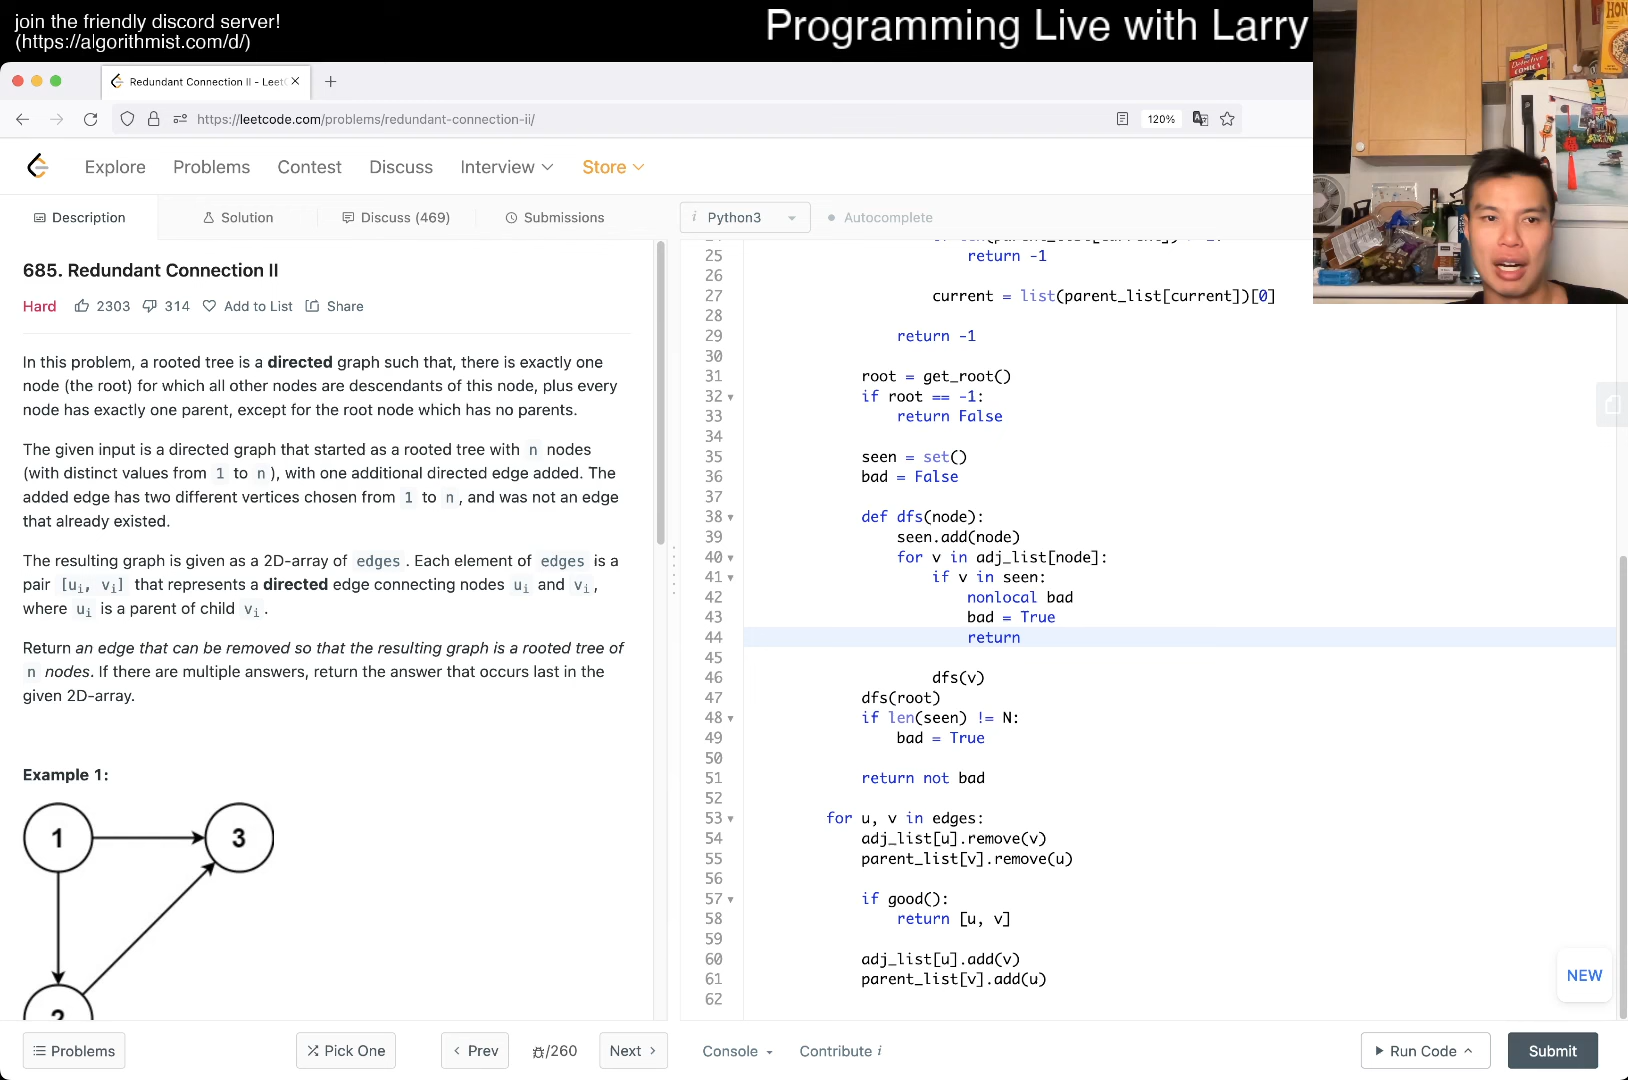 join the friendly discord server!
(https://algorithmist.com/d/)
Programming Live with Larry
Redundant Connection II - Leet
https://leetcode.com/problems/redundant-connection-ii/
120%
Explore Problems Contest Discuss Interview Store
Description Solution Discuss (469) Submissions
i Python3 Autocomplete
685. Redundant Connection II
Hard 2303 314 Add to List Share
In this problem, a rooted tree is a directed graph such that, there is exactly one
node (the root) for which all other nodes are descendants of this node, plus every
node has exactly one parent, except for the root node which has no parents.
The given input is a directed graph that started as a rooted tree with n nodes
(with distinct values from 1 to n), with one additional directed edge added. The
added edge has two different vertices chosen from 1 to n, and was not an edge
that already existed.
The resulting graph is given as a 2D-array of edges. Each element of edges is a
pair [ui, vi] that represents a directed edge connecting nodes ui and vi,
where ui is a parent of child vi.
Return an edge that can be removed so that the resulting graph is a rooted tree of
n nodes. If there are multiple answers, return the answer that occurs last in the
given 2D-array.
Example 1:
1
3
2
25 return -1
26
27 current = list(parent_list[current])[0]
28
29 return -1
30
31 root = get_root()
32 if root == -1:
33 return False
34
35 seen = set()
36 bad = False
37
38 def dfs(node):
39 seen.add(node)
40 for v in adj_list[node]:
41 if v in seen:
42 nonlocal bad
43 bad = True
44 return
45
46 dfs(v)
47 dfs(root)
48 if len(seen) != N:
49 bad = True
50
51 return not bad
52
53 for u, v in edges:
54 adj_list[u].remove(v)
55 parent_list[v].remove(u)
56
57 if good():
58 return [u, v]
59
60 adj_list[u].add(v)
61 parent_list[v].add(u)
62
NEW
Problems Pick One Prev /260 Next Console Contribute i Run Code Submit